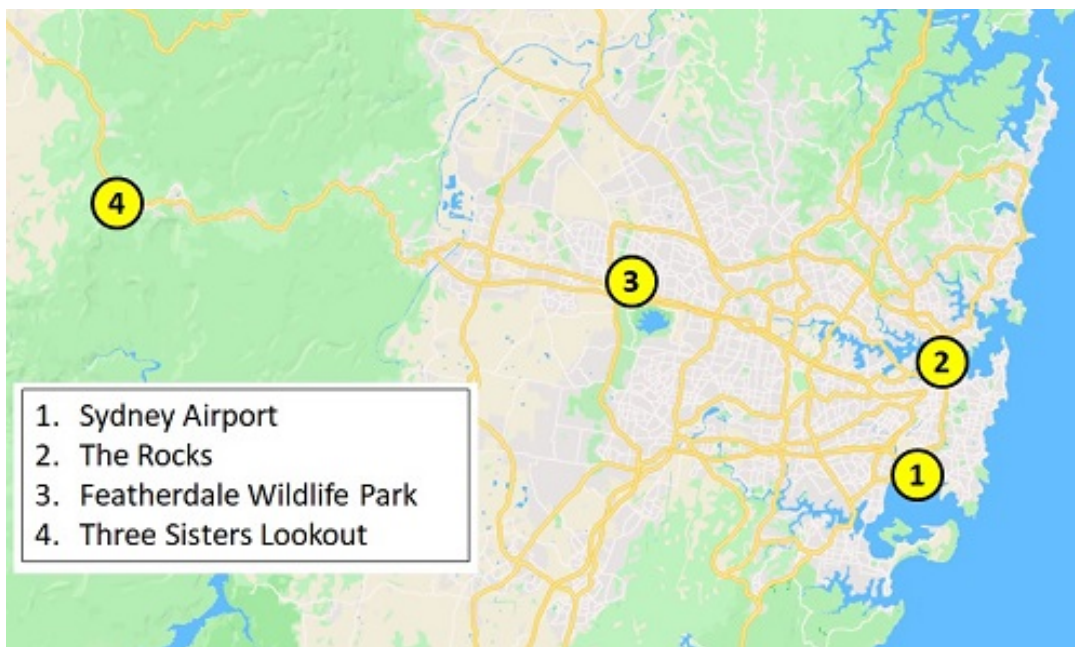 4
3
2
1
1. Sydney Airport
2. The Rocks
3. Featherdale Wildlife Park
4. Three Sisters Lookout